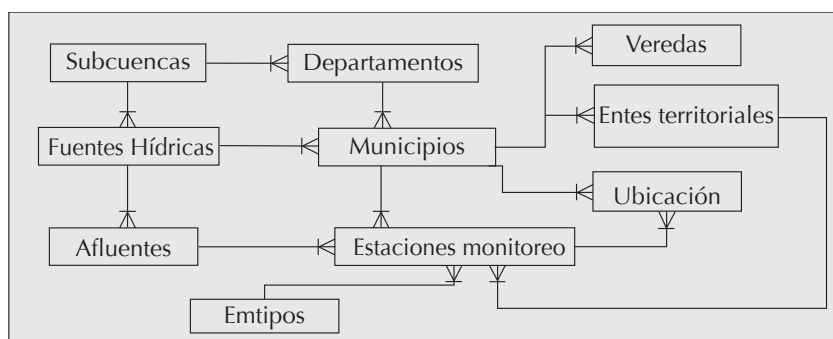 Subcuencas
Departamentos
Veredas
Entes territoriales
Fuentes Hídricas
Municipios
Ubicación
Afluentes
Estaciones monitoreo
Emtipos